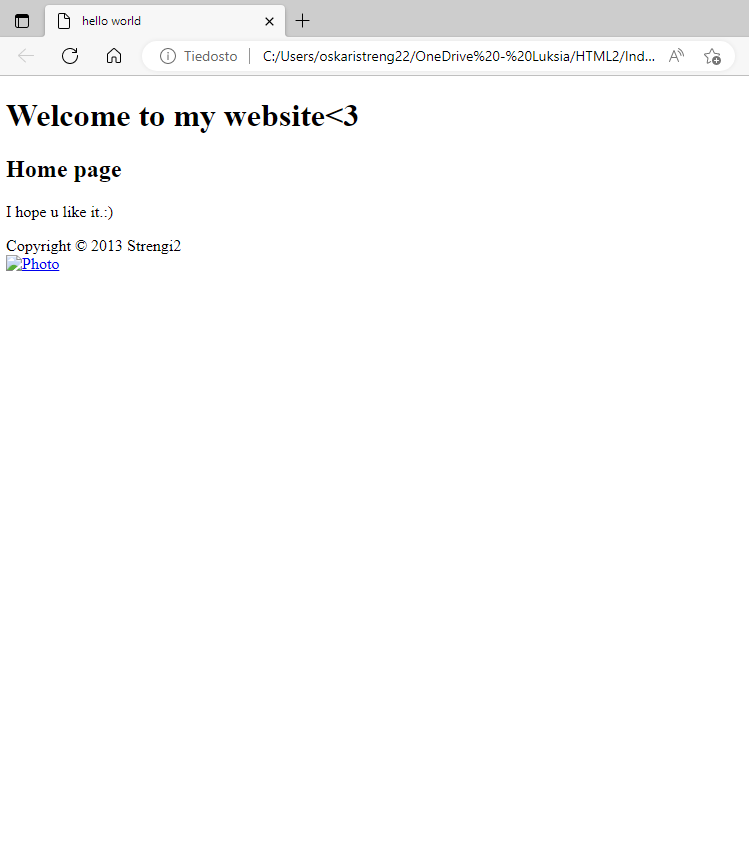 hello world
Tiedosto C:/Users/oskaristreng22/OneDrive%20-%20Luksia/HTML2/Ind...
Welcome to my website<3
Home page
I hope u like it.:)
Copyright © 2013 Strengi2
Photo